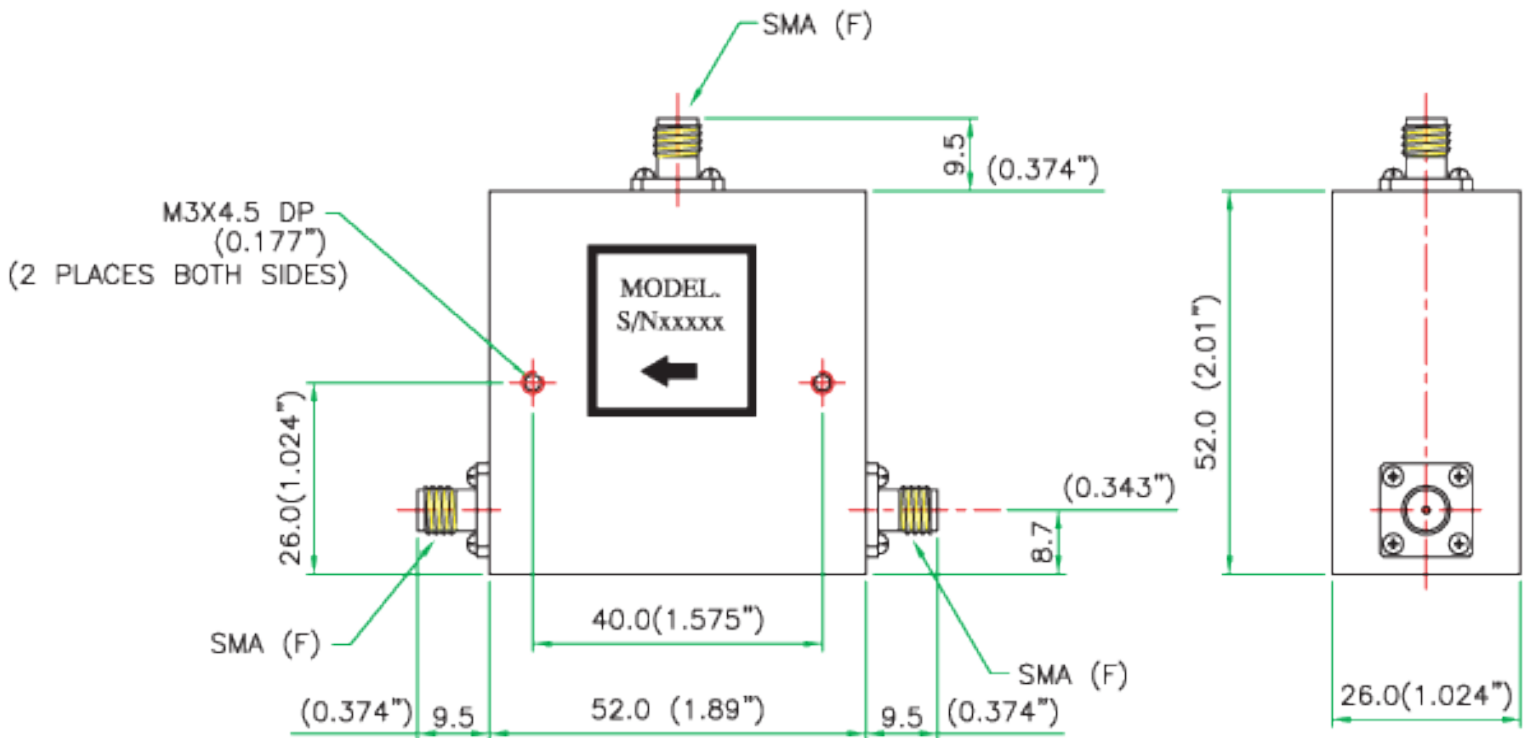 SMA (F)
9.5
(0.374")
M3X4.5 DP
(0.177")
(2 PLACES BOTH SIDES)
MODEL.
S/Nxxxxx
26.0(1.024")
52.0 (2.01")
(0.343")
8.7
40.0(1.575")
SMA (F)
SMA (F)
(0.374") 9.5
52.0 (1.89")
9.5 (0.374")
26.0(1.024")